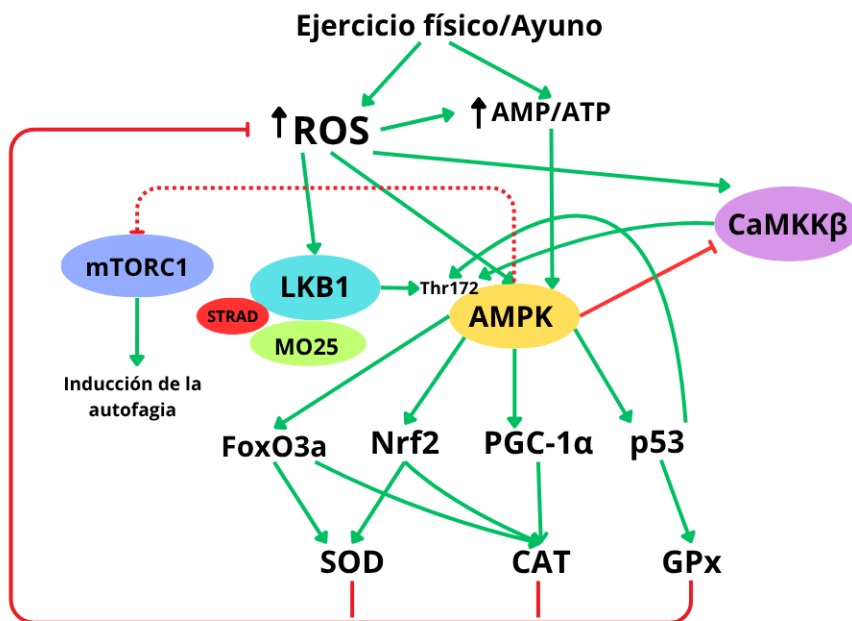 Ejercicio físico/Ayuno
↑ROS
↑AMP/ATP
CaMKKβ
mTORC1
LKB1
Thr172
STRAD
AMPK
MO25
Inducción de la
autofagia
FoxO3a
Nrf2
PGC-1α
p53
SOD
CAT
GPx